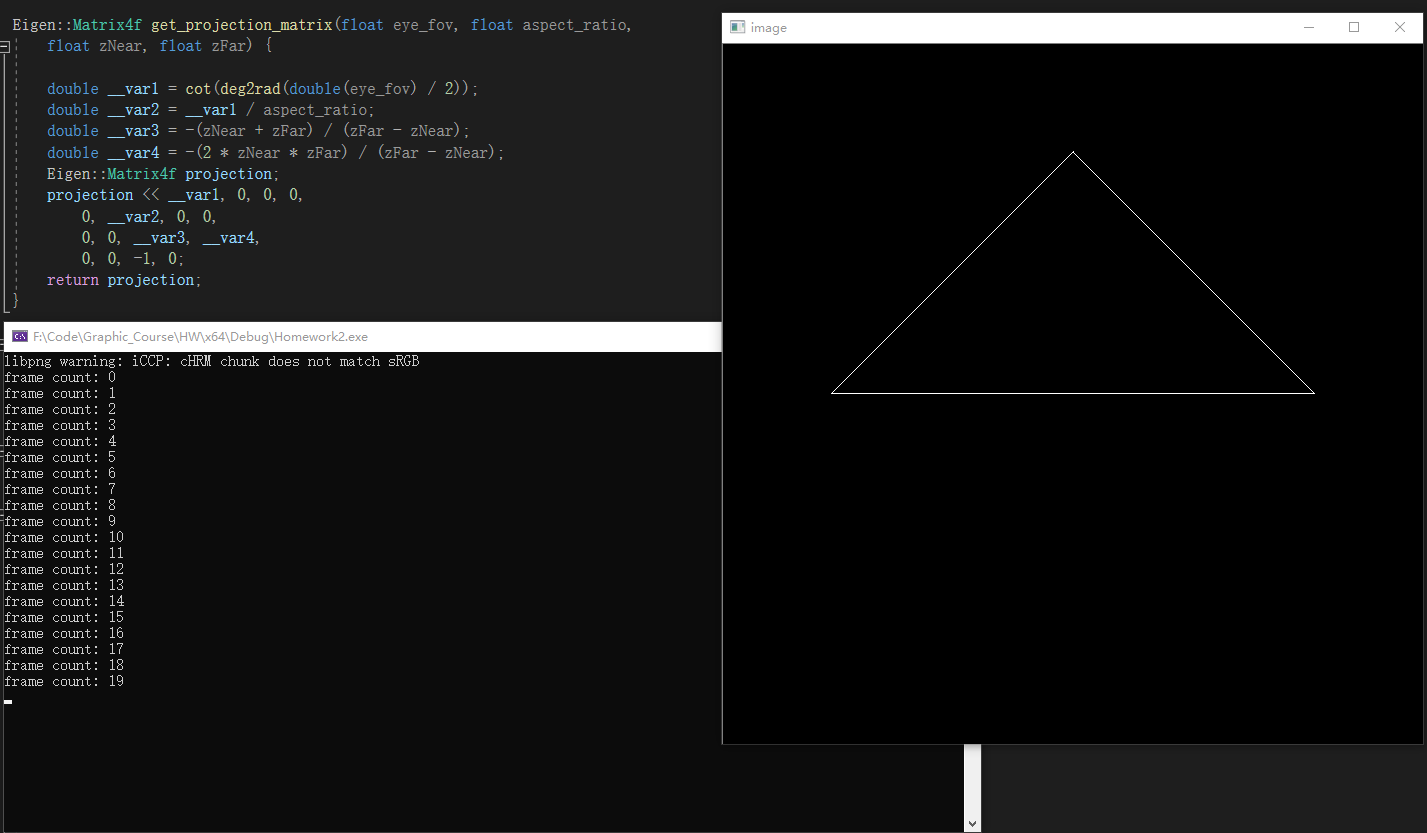 Eigen::Matrix4f get_projection_matrix(float eye_fov, float aspect_ratio,
    float zNear, float zFar) {
    double __var1 = cot(deg2rad(double(eye_fov) / 2));
    double __var2 = __var1 / aspect_ratio;
    double __var3 = -(zNear + zFar) / (zFar - zNear);
    double __var4 = -(2 * zNear * zFar) / (zFar - zNear);
    Eigen::Matrix4f projection;
    projection << __var1, 0, 0, 0,
        0, __var2, 0, 0,
        0, 0, __var3, __var4,
        0, 0, -1, 0;
    return projection;
}
image
F:\Code\Graphic_Course\HW\x64\Debug\Homework2.exe
libpng warning: iCCP: cHRM chunk does not match sRGB
frame count: 0
frame count: 1
frame count: 2
frame count: 3
frame count: 4
frame count: 5
frame count: 6
frame count: 7
frame count: 8
frame count: 9
frame count: 10
frame count: 11
frame count: 12
frame count: 13
frame count: 14
frame count: 15
frame count: 16
frame count: 17
frame count: 18
frame count: 19